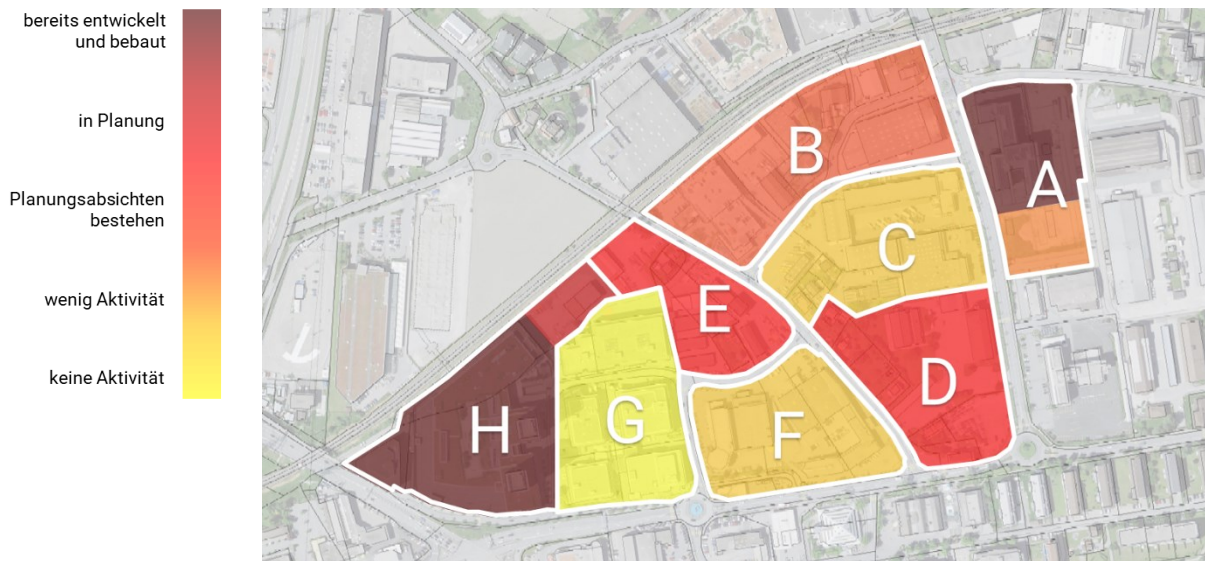 bereits entwickelt
und bebaut
in Planung
Planungsabsichten
bestehen
wenig Aktivität
keine Aktivität
B
A
C
E
D
H
G
F